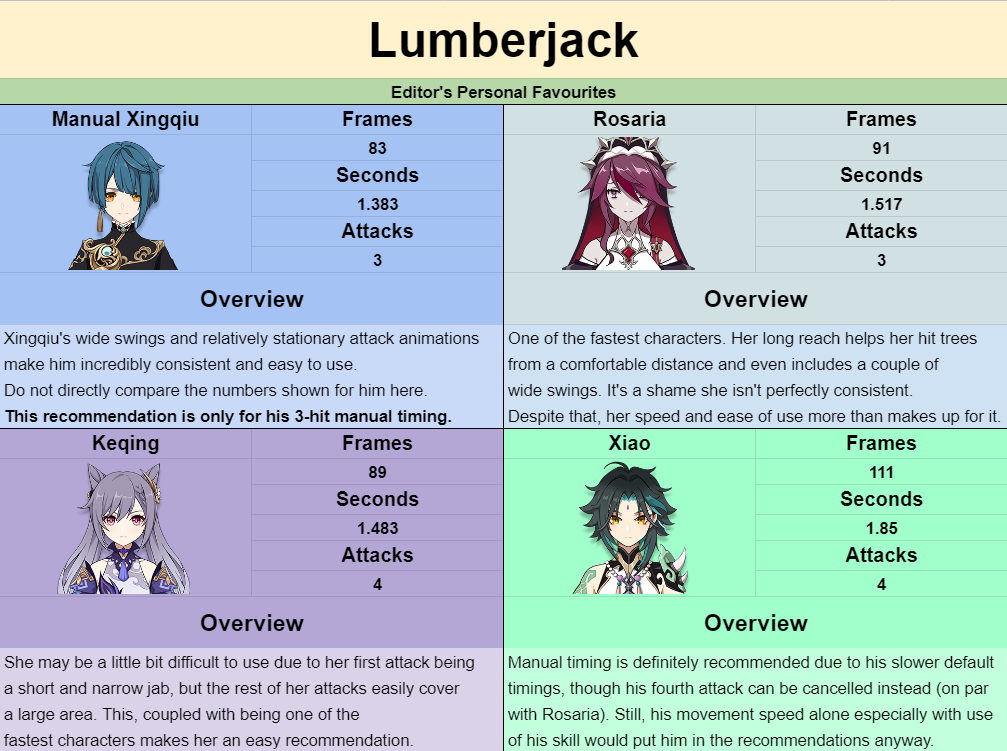 Lumberjack
Editor's Personal Favourites
Manual Xingqiu
Frames
83
Seconds
1.383
Attacks
3
Overview
Xingqiu's wide swings and relatively stationary attack animations
make him incredibly consistent and easy to use.
Do not directly compare the numbers shown for him here.
This recommendation is only for his 3-hit manual timing.
Rosaria
Frames
91
Seconds
1.517
Attacks
3
Overview
One of the fastest characters. Her long reach helps her hit trees
from a comfortable distance and even includes a couple of
wide swings. It's a shame she isn't perfectly consistent.
Despite that, her speed and ease of use more than makes up for it.
Keqing
Frames
89
Seconds
1.483
Attacks
4
Overview
She may be a little bit difficult to use due to her first attack being
a short and narrow jab, but the rest of her attacks easily cover
a large area. This, coupled with being one of the
fastest characters makes her an easy recommendation.
Xiao
Frames
111
Seconds
1.85
Attacks
4
Overview
Manual timing is definitely recommended due to his slower default
timings, though his fourth attack can be cancelled instead (on par
with Rosaria). Still, his movement speed alone especially with use
of his skill would put him in the recommendations anyway.